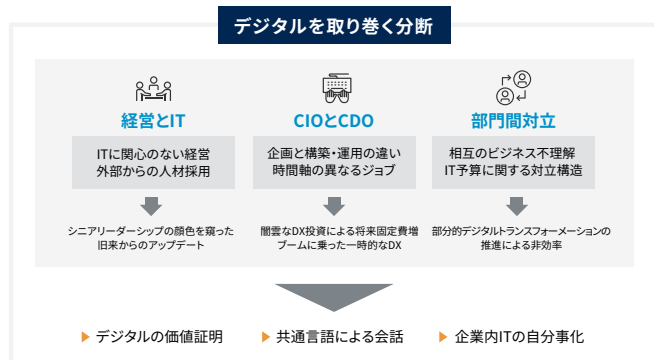 デジタルを取り巻く分断
経営とIT
ITに関心のない経営
外部からの人材採用
シニアリーダーシップの顔色を窺った
旧来からのアップデート
CIOとCDO
企画と構築・運用の違い
時間軸の異なるジョブ
闇雲なDX投資による将来固定費増
ブームに乗った一時的なDX
部門間対立
相互のビジネス不理解
IT予算に関する対立構造
部分的デジタルトランスフォーメーションの
推進による非効率
デジタルの価値証明
共通言語による会話
企業内ITの自分事化